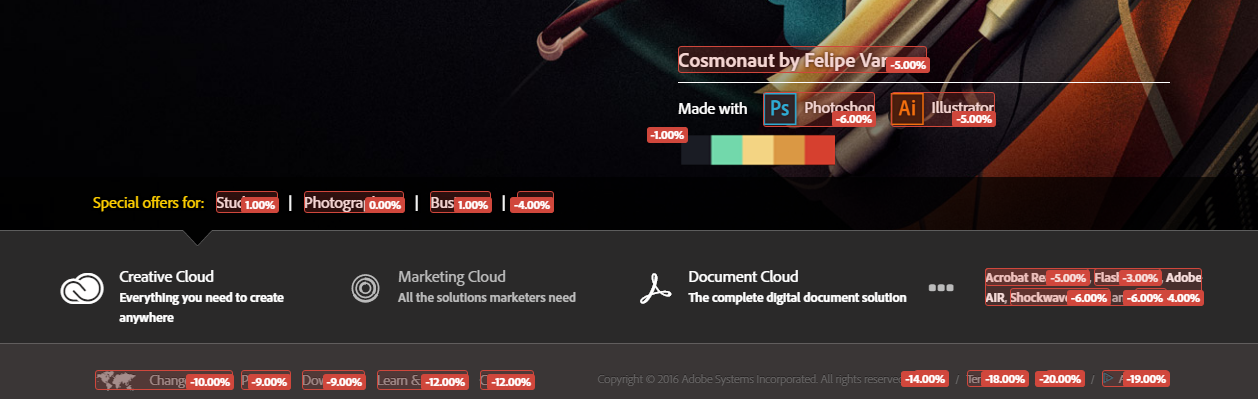 Cosmonaut by Felipe Var
-5.00%
Made with Ps Photoshop Ai Illustrator
-6.00% -5.00%
-1.00%
Special offers for: Stud 1.00% | Photogra 0.00% | Bus 1.00% | -4.00%
Creative Cloud
Everything you need to create
anywhere
Marketing Cloud
All the solutions marketers need
Document Cloud
The complete digital document solution
Acrobat Re -5.00% , Flash -3.00% , Adobe
AIR, Shockwave -6.00% an -6.00% 4.00%
Chang -10.00% P -9.00% Dow -9.00% Learn & -12.00% C -12.00%
Copyright © 2016 Adobe Systems Incorporated. All rights reserved -14.00% / Ter -18.00% -20.00% / A -19.00%